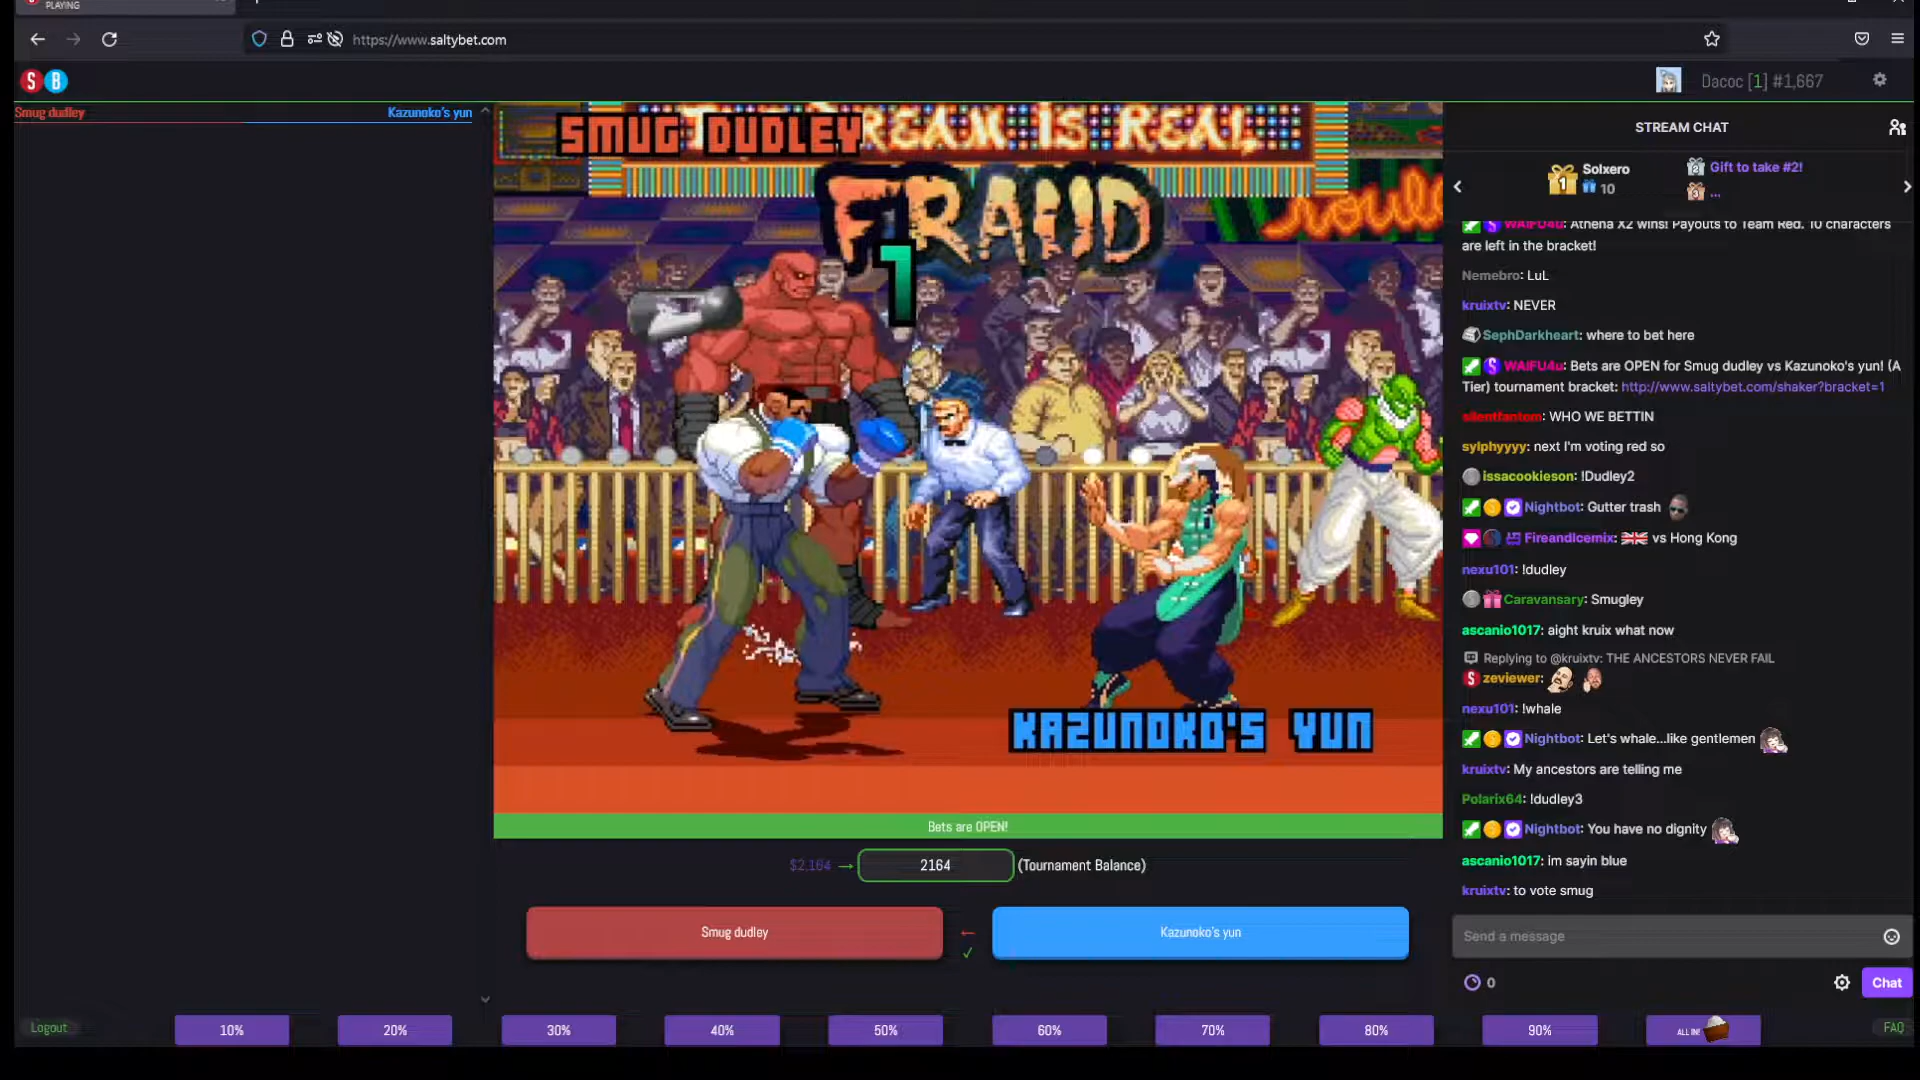 PLAYING
https://www.saltybet.com
S B
Dacoc [1] #1,667
Smug dudley
Kazunoko's yun
REAM IS REAL
SMUG DUDLEY
FRAUD
1
KAZUNOKO'S YUN
Bets are OPEN!
$2,164 → 2164 (Tournament Balance)
Smug dudley
←
✓
Kazunoko's yun
STREAM CHAT
1 Solxero
10
Gift to take #2!
...
WAIFU4u: Athena X2 wins! Payouts to Team Red. 10 characters
are left in the bracket!
Nemebro: LuL
kruixtv: NEVER
SephDarkheart: where to bet here
WAIFU4u: Bets are OPEN for Smug dudley vs Kazunoko's yun! (A
Tier) tournament bracket: http://www.saltybet.com/shaker?bracket=1
silentfantom: WHO WE BETTIN
sylphyyyy: next I'm voting red so
issacookieson: !Dudley2
Nightbot: Gutter trash
FireandIcemix: vs Hong Kong
nexu101: !dudley
Caravansary: Smugley
ascanio1017: aight kruix what now
Replying to @kruixtv: THE ANCESTORS NEVER FAIL
zeviewer:
nexu101: !whale
Nightbot: Let's whale...like gentlemen
kruixtv: My ancestors are telling me
Polarix64: !dudley3
Nightbot: You have no dignity
ascanio1017: im sayin blue
kruixtv: to vote smug
Send a message
0
Chat
Logout
10%
20%
30%
40%
50%
60%
70%
80%
90%
ALL IN!
FAQ